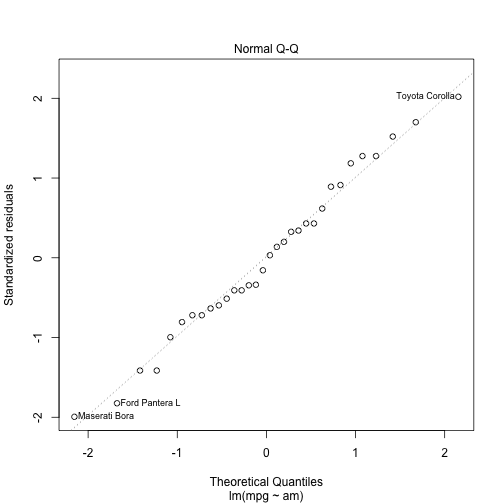 Normal Q-Q
Standardized residuals
2
1
0
-1
-2
Toyota Corolla
Ford Pantera L
Maserati Bora
-2 -1 0 1 2
Theoretical Quantiles
lm(mpg ~ am)